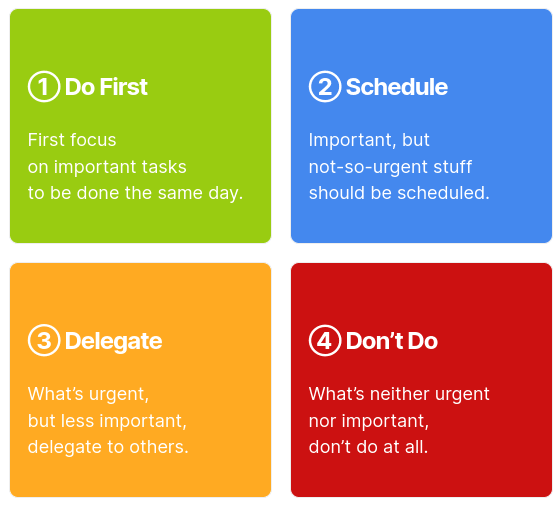 ① Do First
First focus
on important tasks
to be done the same day.
② Schedule
Important, but
not-so-urgent stuff
should be scheduled.
③ Delegate
What’s urgent,
but less important,
delegate to others.
④ Don’t Do
What’s neither urgent
nor important,
don’t do at all.